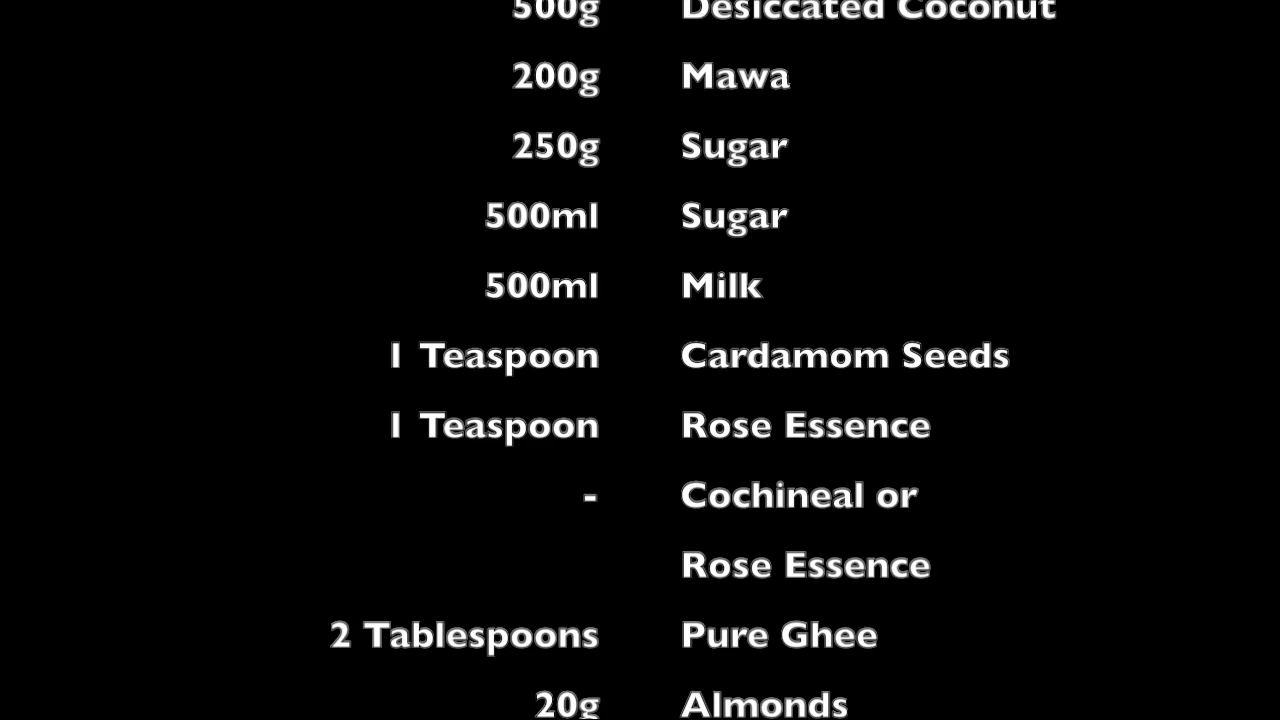 500g Desiccated Coconut
200g Mawa
250g Sugar
500ml Sugar
500ml Milk
1 Teaspoon Cardamom Seeds
1 Teaspoon Rose Essence
- Cochineal or
Rose Essence
2 Tablespoons Pure Ghee
20g Almonds